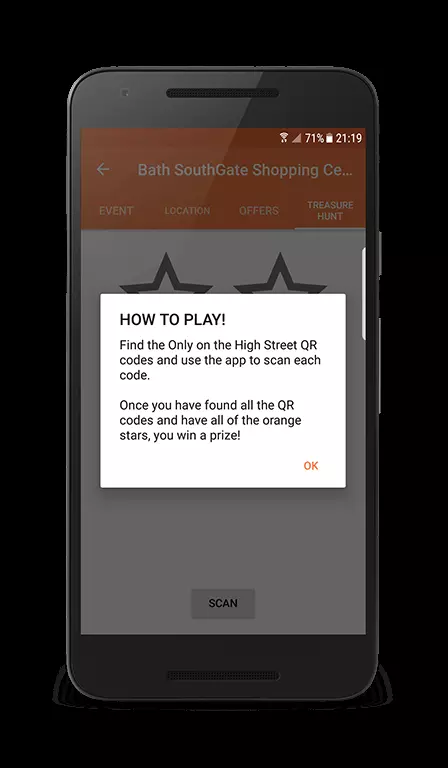 71% 21:19
Bath SouthGate Shopping Ce...
EVENT LOCATION OFFERS TREASURE
HUNT
HOW TO PLAY!
Find the Only on the High Street QR
codes and use the app to scan each
code.
Once you have found all the QR
codes and have all of the orange
stars, you win a prize!
OK
SCAN